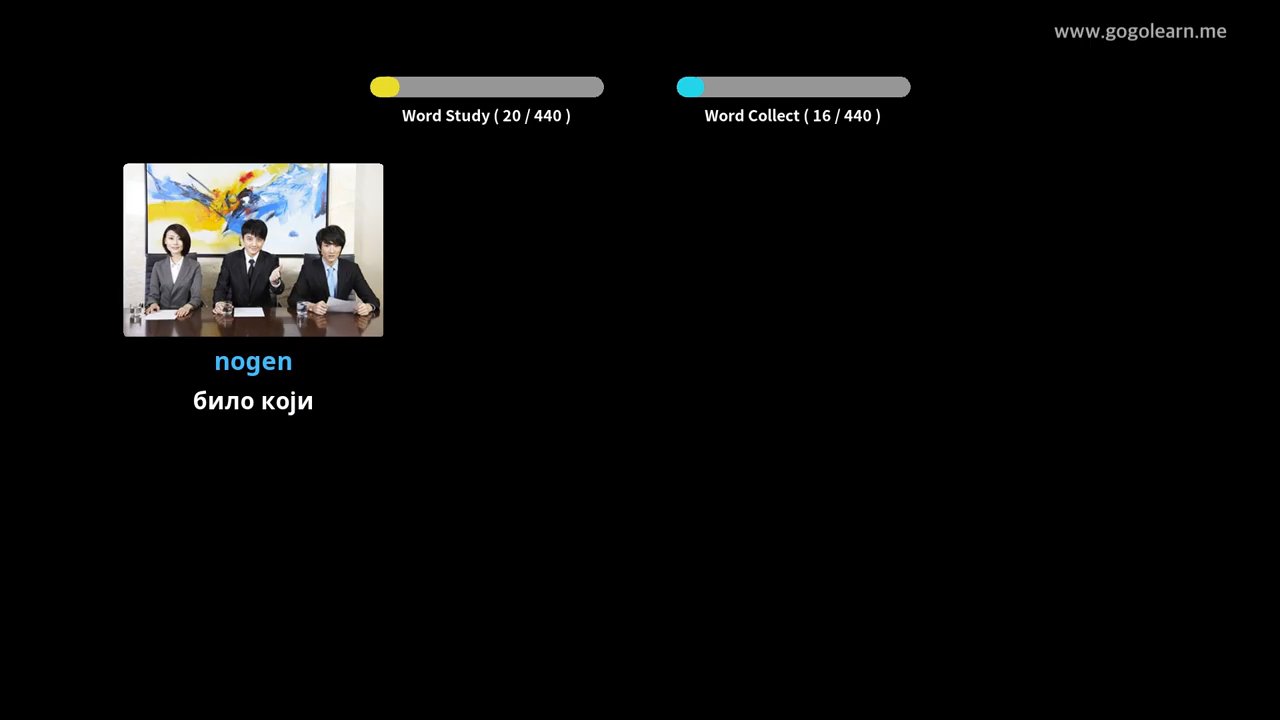 www.gogolearn.me
Word Study ( 20 / 440 )
Word Collect ( 16 / 440 )
nogen
било који